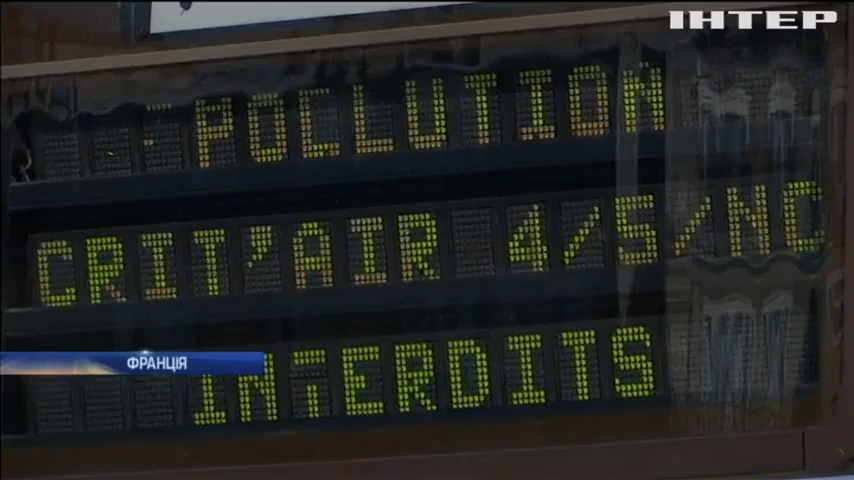 ІНТЕР
POLLUTION
CRIT'AIR 4/5/NC
ФРАНЦІЯ
INTERDITS